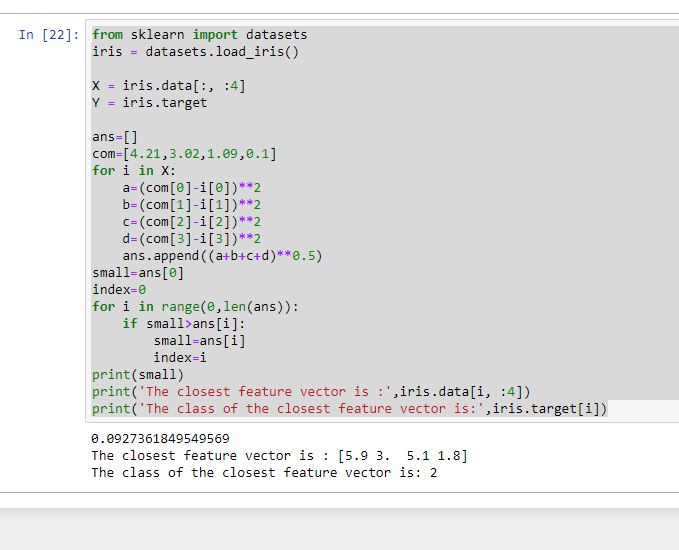 In [22]: from sklearn import datasets
iris = datasets.load_iris()
X = iris.data[:, :4]
Y = iris.target
ans=[]
com=[4.21,3.02,1.09,0.1]
for i in X:
    a=(com[0]-i[0])**2
    b=(com[1]-i[1])**2
    c=(com[2]-i[2])**2
    d=(com[3]-i[3])**2
    ans.append((a+b+c+d)**0.5)
small=ans[0]
index=0
for i in range(0,len(ans)):
    if small>ans[i]:
        small=ans[i]
        index=i
print(small)
print('The closest feature vector is :',iris.data[i, :4])
print('The class of the closest feature vector is:',iris.target[i])
0.0927361849549569
The closest feature vector is : [5.9 3.  5.1 1.8]
The class of the closest feature vector is: 2